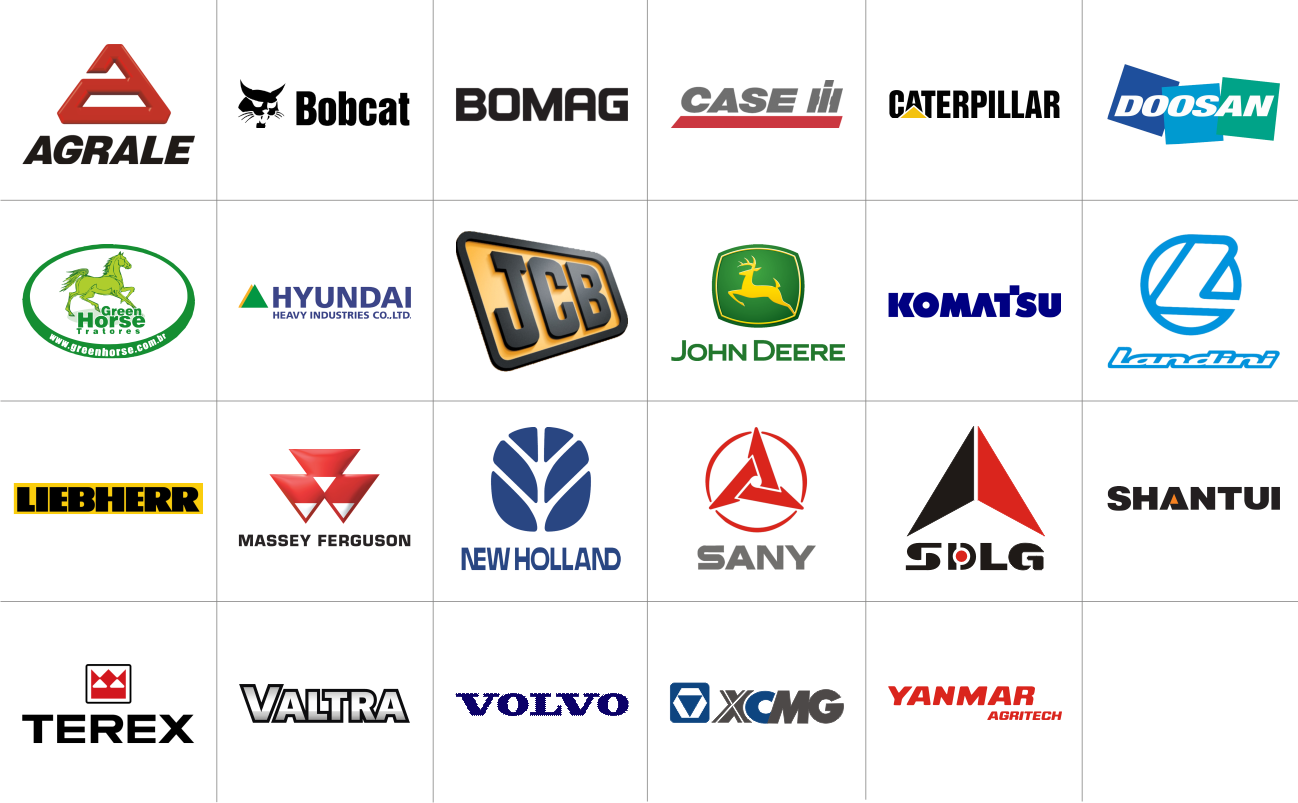 AGRALE
Bobcat
BOMAG
CASE IH
CATERPILLAR
DOOSAN
Green
Horse
Tratores
www.greenhorse.com.br
HYUNDAI
HEAVY INDUSTRIES CO.,LTD.
JCB
JOHN DEERE
KOMATSU
Landini
LIEBHERR
MASSEY FERGUSON
NEW HOLLAND
SANY
SDLG
SHANTUI
TEREX
VALTRA
VOLVO
XCMG
YANMAR
AGRITECH